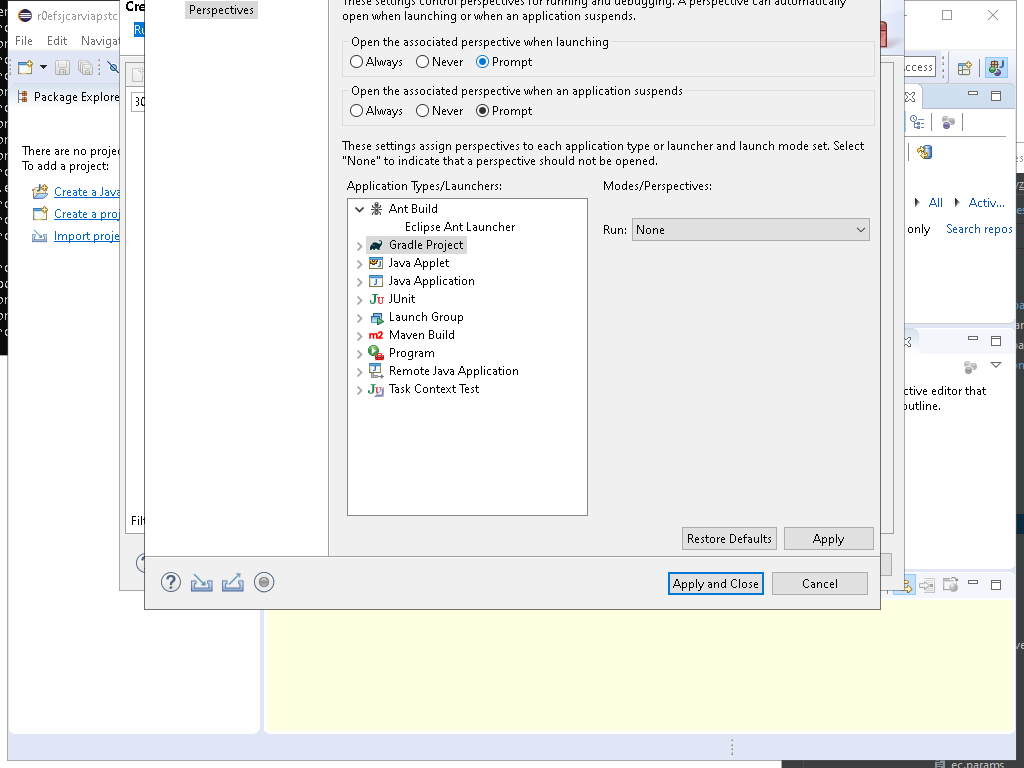 r0efsjcarviapstc
File Edit Navigat
Package Explore
There are no proje
To add a project:
Create a Java
Create a proj
Import proje
Cre
Perspectives
These settings control perspectives for running and debugging. A perspective can automatically
open when launching or when an application suspends.
Open the associated perspective when launching
Always Never Prompt
Open the associated perspective when an application suspends
Always Never Prompt
These settings assign perspectives to each application type or launcher and launch mode set. Select
"None" to indicate that a perspective should not be opened.
Application Types/Launchers:
Modes/Perspectives:
Ant Build
Eclipse Ant Launcher
Gradle Project
Java Applet
Java Application
JUnit
Launch Group
Maven Build
Program
Remote Java Application
Task Context Test
Run: None
Restore Defaults Apply
Apply and Close Cancel
Filt
ccess
All Activ...
only Search repos
ctive editor that
outline.
ec.params